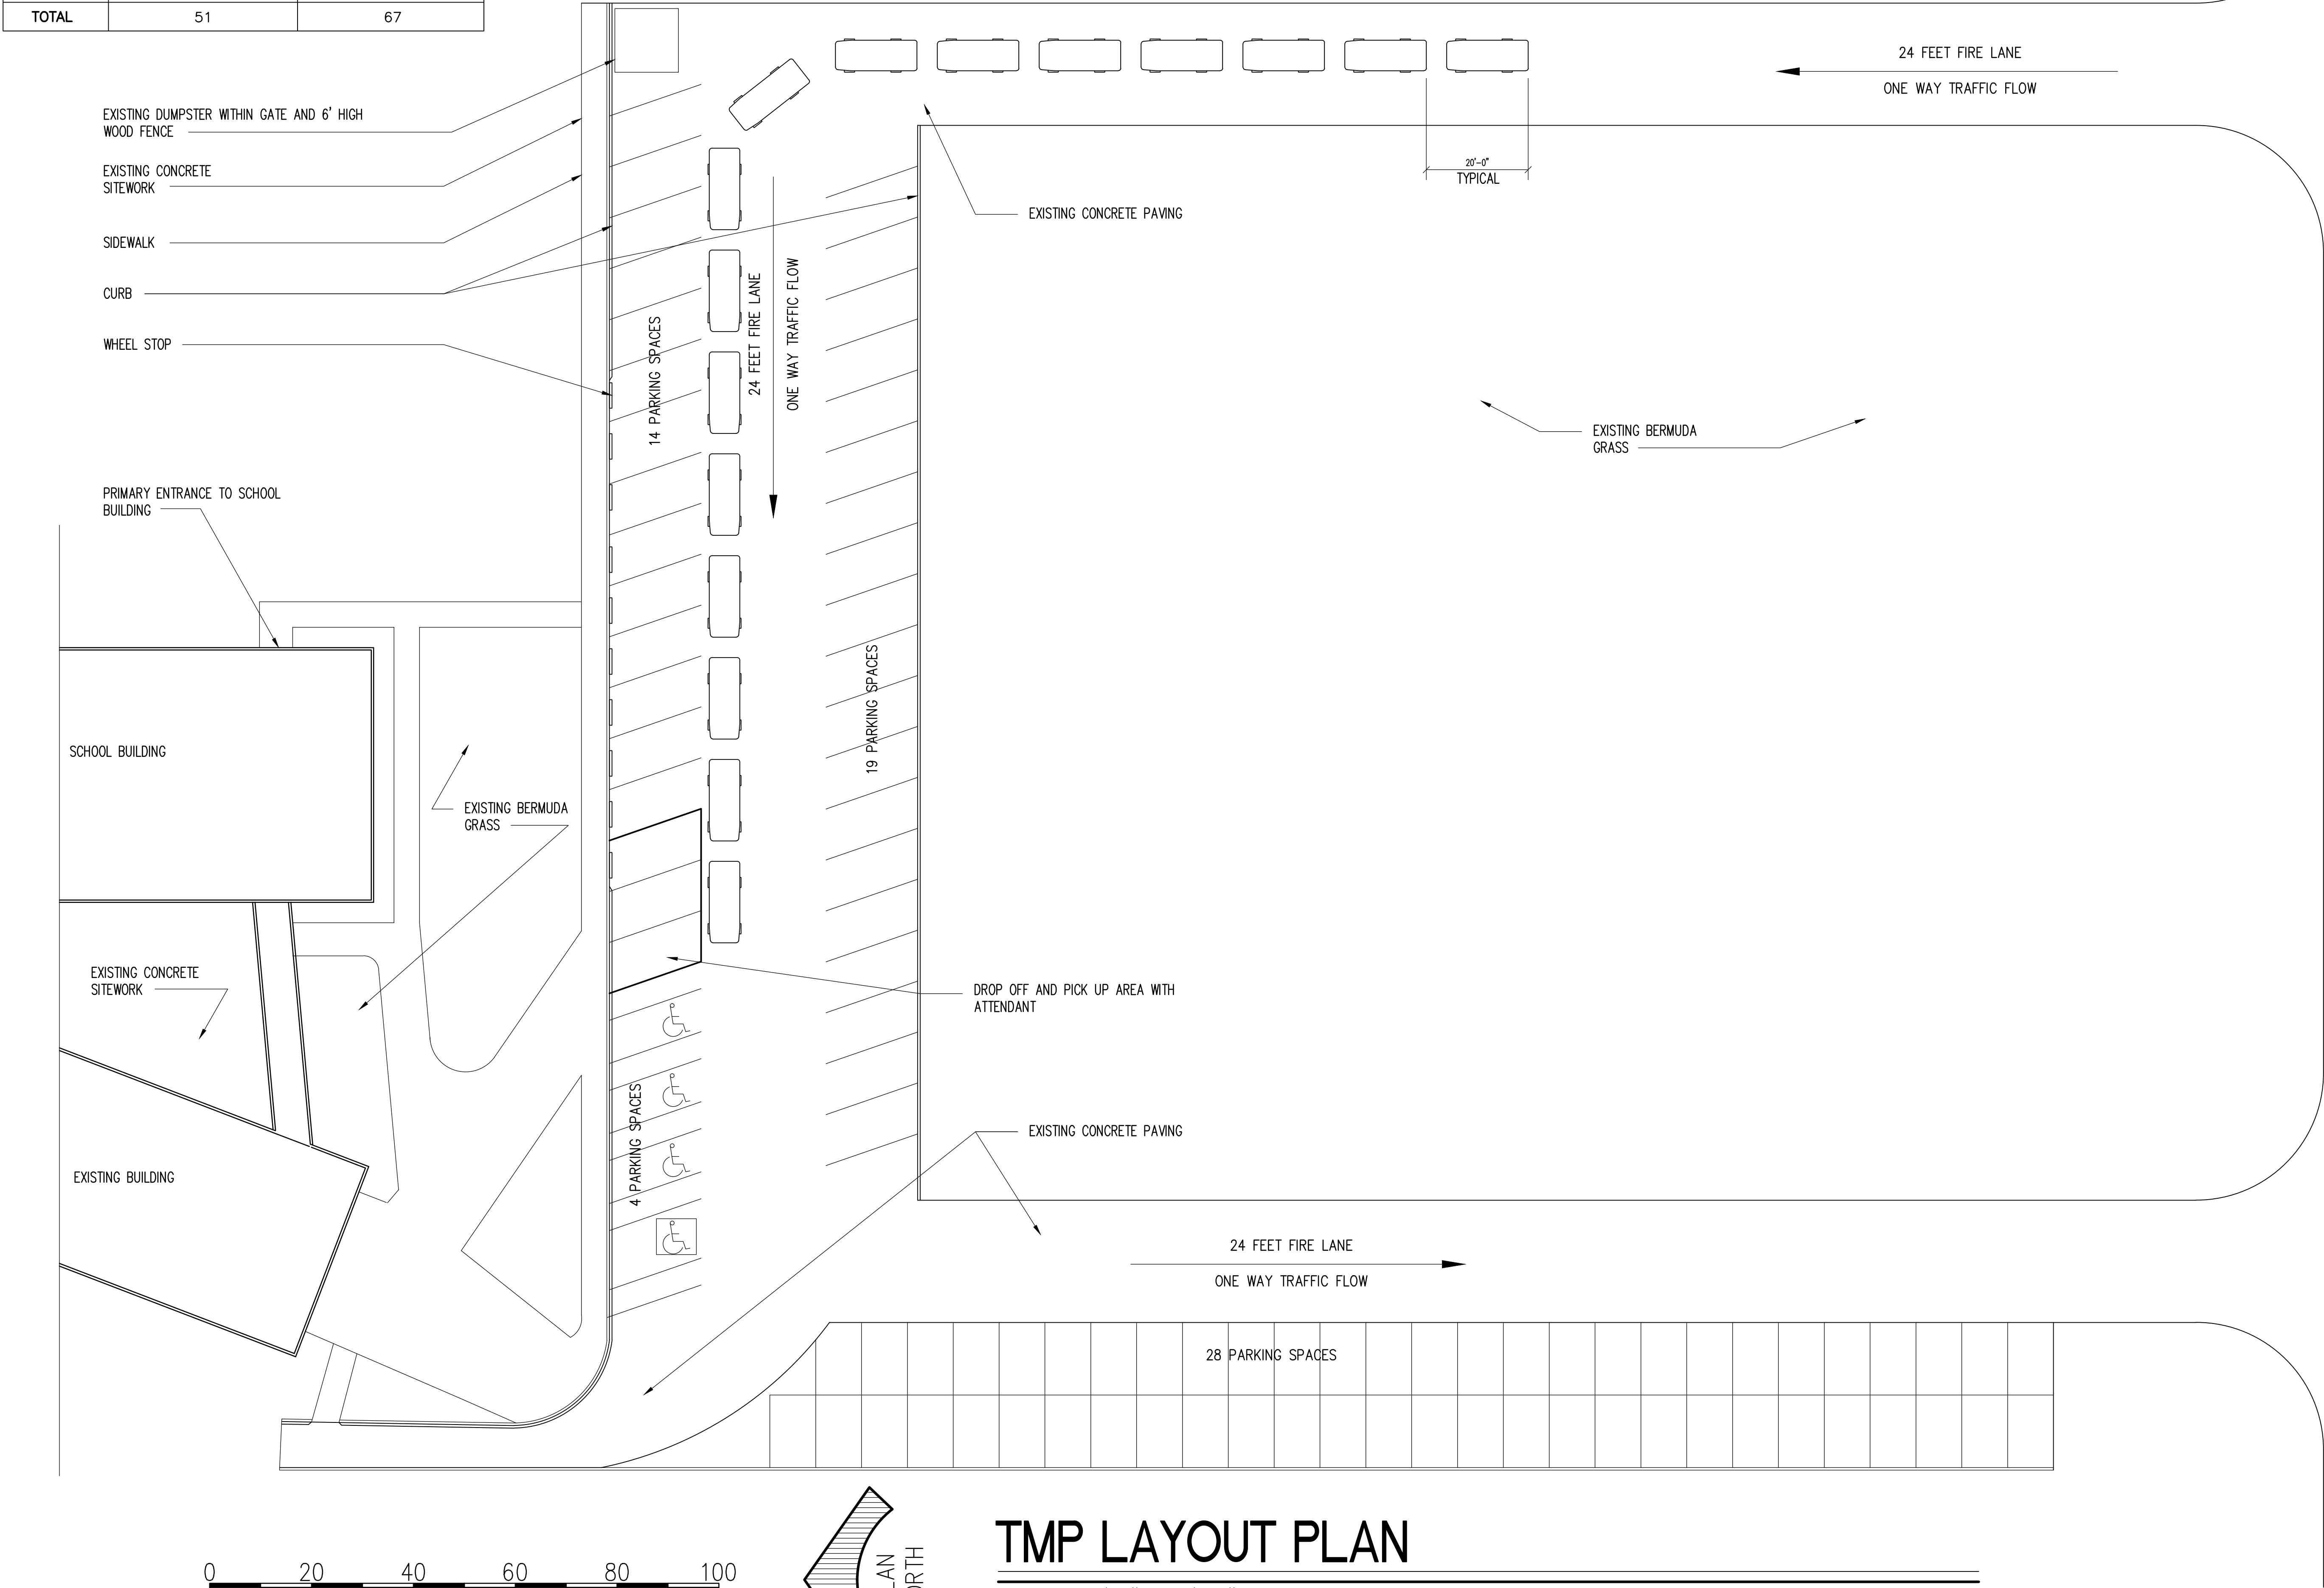 TOTAL 51 67
24 FEET FIRE LANE
ONE WAY TRAFFIC FLOW
EXISTING DUMPSTER WITHIN GATE AND 6' HIGH
WOOD FENCE
EXISTING CONCRETE
SITEWORK
20'-0"
TYPICAL
EXISTING CONCRETE PAVING
SIDEWALK
CURB
WHEEL STOP
14 PARKING SPACES
24 FEET FIRE LANE
ONE WAY TRAFFIC FLOW
EXISTING BERMUDA
GRASS
PRIMARY ENTRANCE TO SCHOOL
BUILDING
19 PARKING SPACES
SCHOOL BUILDING
EXISTING BERMUDA
GRASS
EXISTING CONCRETE
SITEWORK
DROP OFF AND PICK UP AREA WITH
ATTENDANT
4 PARKING SPACES
EXISTING CONCRETE PAVING
EXISTING BUILDING
24 FEET FIRE LANE
ONE WAY TRAFFIC FLOW
28 PARKING SPACES
0 20 40 60 80 100
TMP LAYOUT PLAN